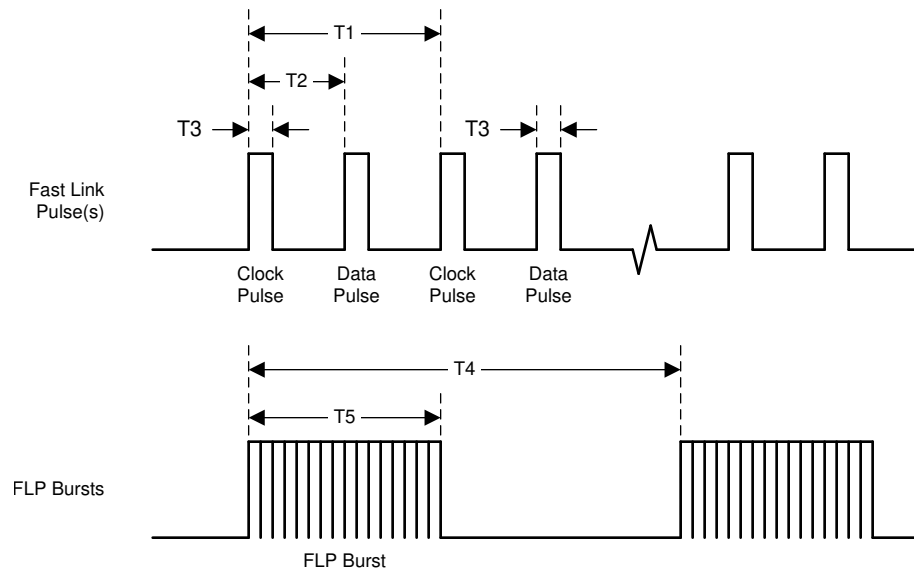 T1
T2
T3
T3
Fast Link
Pulse(s)
Clock
Pulse
Data
Pulse
Clock
Pulse
Data
Pulse
T4
T5
FLP Bursts
FLP Burst